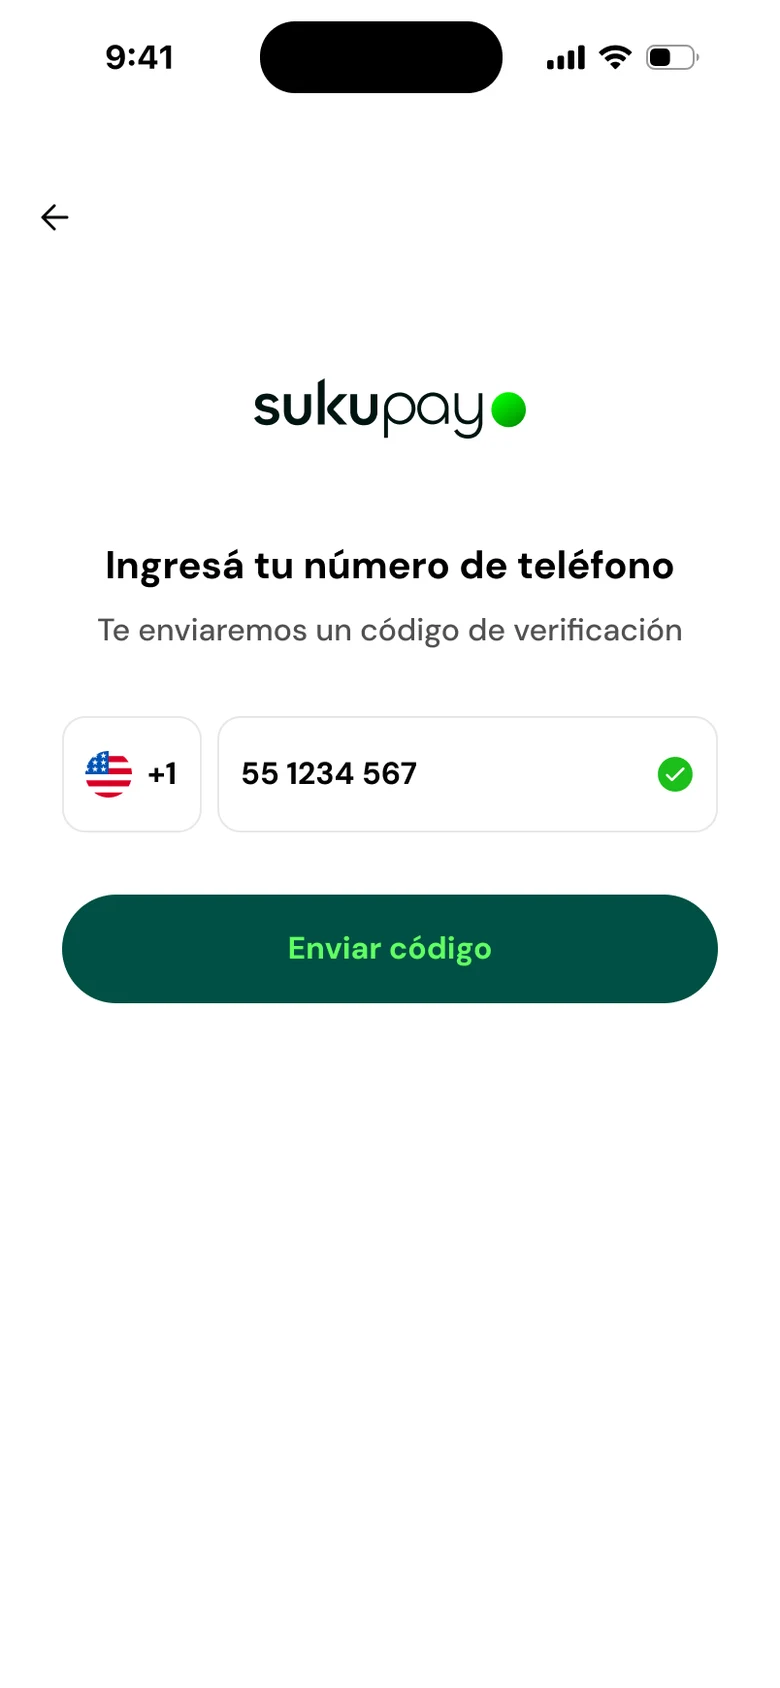 9:41
sukupay
Ingresá tu número de teléfono
Te enviaremos un código de verificación
+1 55 1234 567
Enviar código